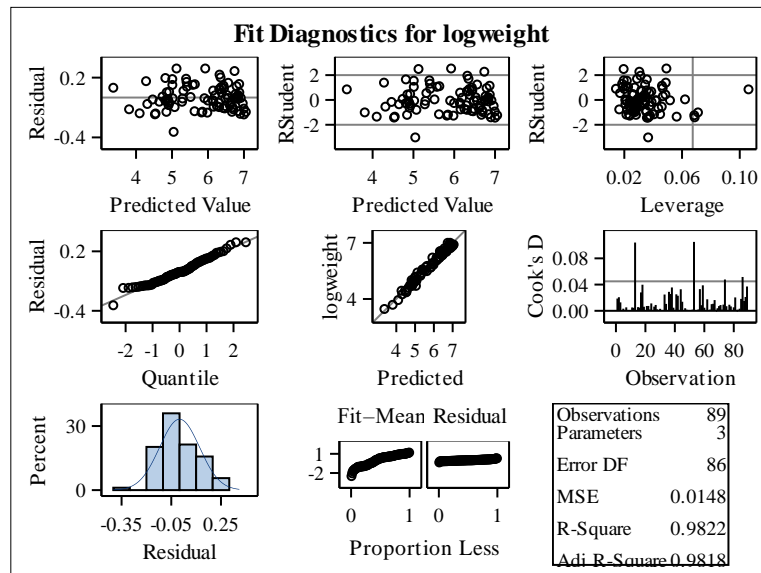 Fit Diagnostics for logweight
Residual
0.2
-0.4
4 5 6 7
Predicted Value
RStudent
2
0
-2
4 5 6 7
Predicted Value
RStudent
2
0
-2
0.02 0.06 0.10
Leverage
Residual
0.2
-0.4
-2 -1 0 1 2
Quantile
logweight
7
4
4 5 6 7
Predicted
Cook's D
0.08
0.04
0.00
0 20 40 60 80
Observation
Percent
30
0
-0.35 -0.05 0.25
Residual
Fit–Mean Residual
1
-2
0 1 0 1
Proportion Less
Observations 89
Parameters 3
Error DF 86
MSE 0.0148
R-Square 0.9822
Adj R-Square 0.9818